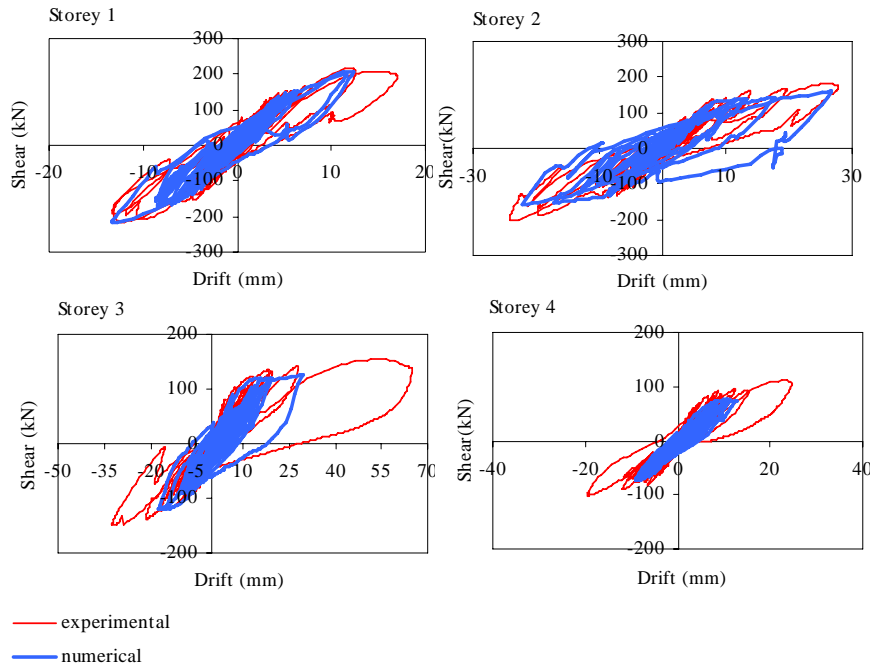 Storey 1
300
200
100
0
-100
-200
-300
-20 -10 0 10 20
Shear (kN)
Drift (mm)
Storey 2
300
200
100
0
-100
-200
-300
-30 -10 10 30
Shear(kN)
Drift (mm)
Storey 3
200
100
0
-100
-200
-50 -35 -20 -5 10 25 40 55 70
Shear (kN)
Drift (mm)
Storey 4
200
100
0
-100
-200
-40 -20 0 20 40
Shear(kN)
Drift (mm)
experimental
numerical